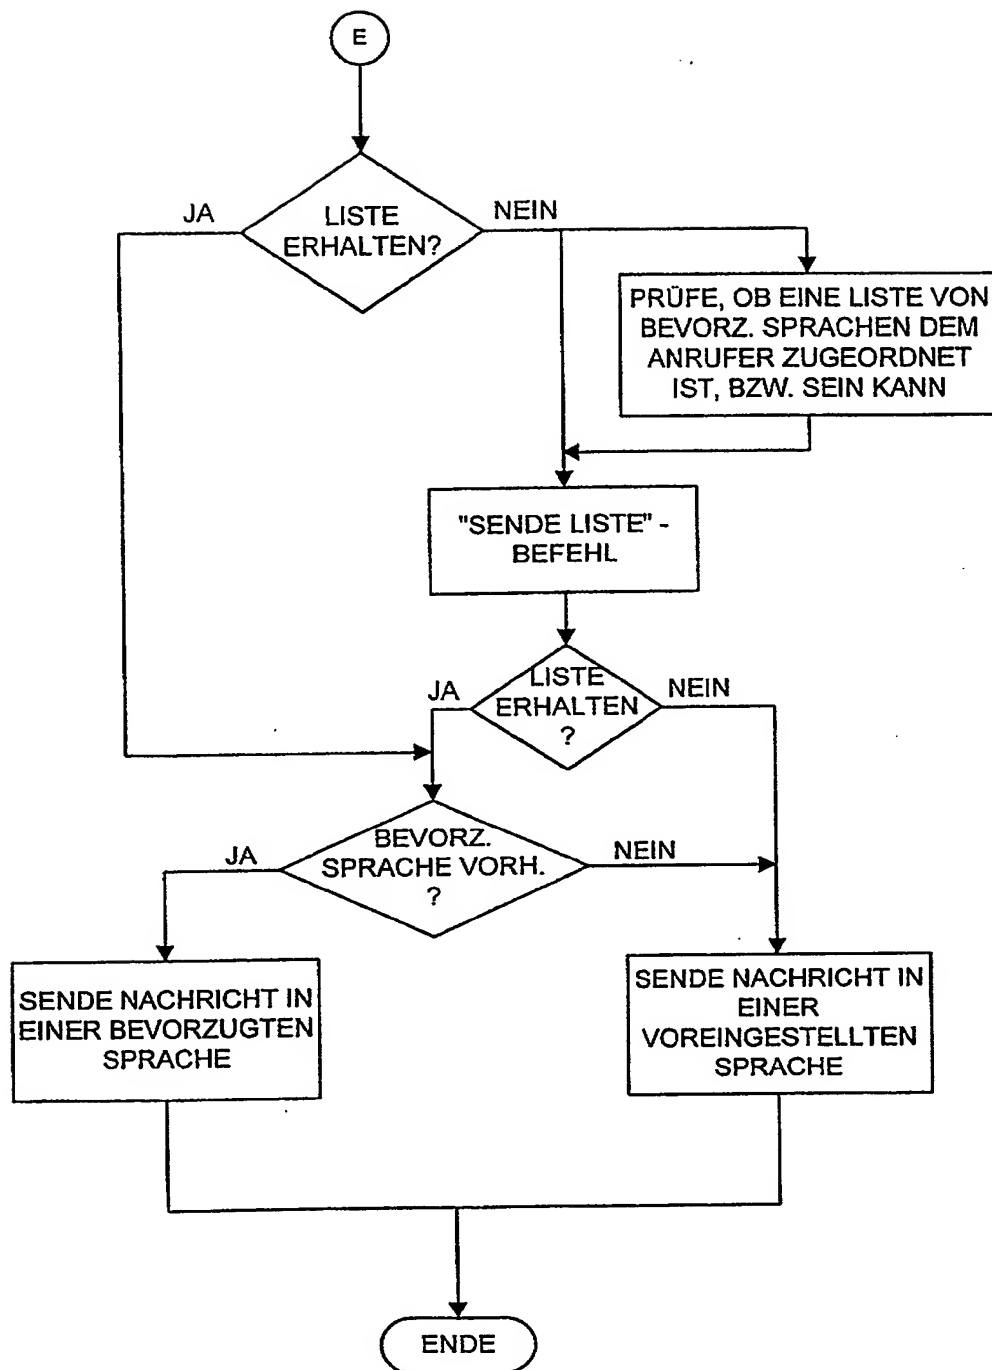 E
LISTE
ERHALTEN?
JA
NEIN
PRÜFE, OB EINE LISTE VON
BEVORZ. SPRACHEN DEM
ANRUFER ZUGEORDNET
IST, BZW. SEIN KANN
"SENDE LISTE" -
BEFEHL
LISTE
ERHALTEN
?
JA
NEIN
BEVORZ.
SPRACHE VORH.
?
JA
NEIN
SENDE NACHRICHT IN
EINER BEVORZUGTEN
SPRACHE
SENDE NACHRICHT IN
EINER
VOREINGESTELLTEN
SPRACHE
ENDE